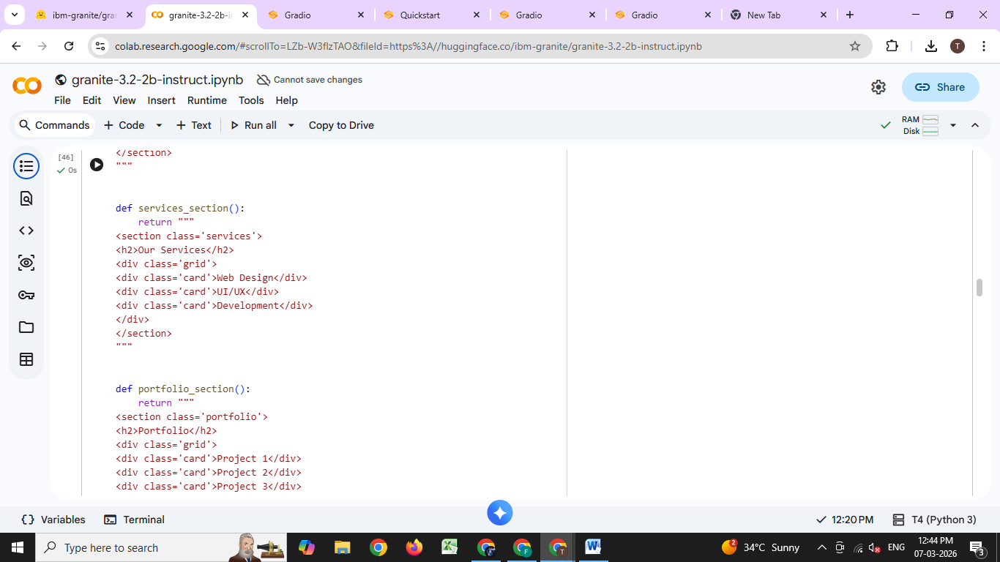 ibm-granite/gra
granite-3.2-2b-i
Gradio
Quickstart
Gradio
Gradio
New Tab
colab.research.google.com/#scrollTo=LZb-W3flzTAO&fileId=https%3A//huggingface.co/ibm-granite/granite-3.2-2b-instruct.ipynb
T
granite-3.2-2b-instruct.ipynb
Cannot save changes
File Edit View Insert Runtime Tools Help
Share
Commands + Code + Text Run all Copy to Drive
RAM
Disk
[46]
0s
</section>
"""
def services_section():
return """
<section class='services'>
<h2>Our Services</h2>
<div class='grid'>
<div class='card'>Web Design</div>
<div class='card'>UI/UX</div>
<div class='card'>Development</div>
</div>
</section>
"""
def portfolio_section():
return """
<section class='portfolio'>
<h2>Portfolio</h2>
<div class='grid'>
<div class='card'>Project 1</div>
<div class='card'>Project 2</div>
<div class='card'>Project 3</div>
Variables
Terminal
12:20 PM
T4 (Python 3)
Type here to search
34°C Sunny
ENG
12:44 PM
07-03-2026
3